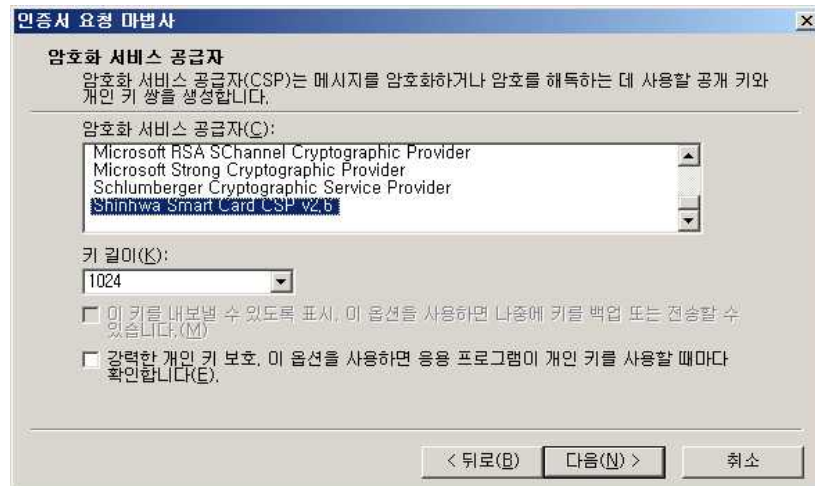 인증서 요청 마법사
암호화 서비스 공급자
암호화 서비스 공급자(CSP)는 메시지를 암호화하거나 암호를 해독하는 데 사용할 공개 키와
개인 키 쌍을 생성합니다.
암호화 서비스 공급자(C):
Microsoft RSA SChannel Cryptographic Provider
Microsoft Strong Cryptographic Provider
Schlumberger Cryptographic Service Provider
Shinhwa Smart Card CSP v2.6
키 길이(K):
1024
이 키를 내보낼 수 있도록 표시. 이 옵션을 사용하면 나중에 키를 백업 또는 전송할 수
있습니다.(M)
강력한 개인 키 보호. 이 옵션을 사용하면 응용 프로그램이 개인 키를 사용할 때마다
확인합니다(E).
< 뒤로(B)
다음(N) >
취소